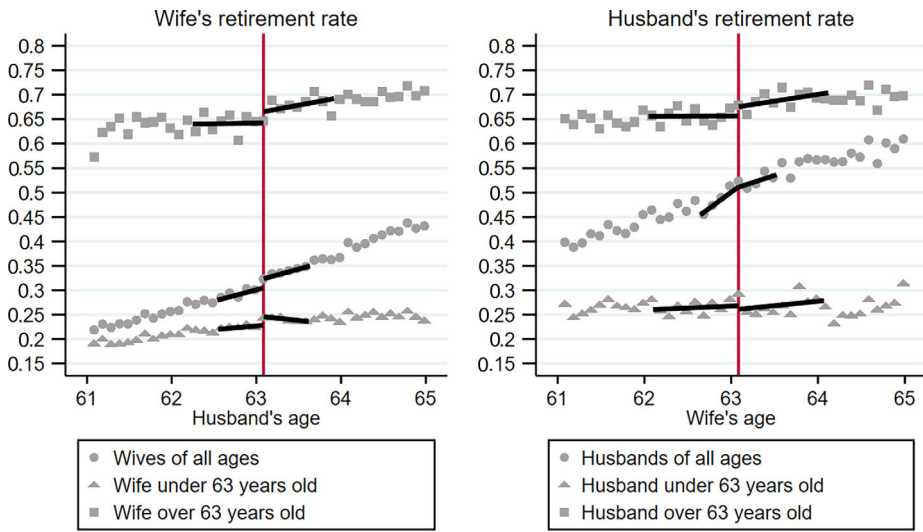 Wife's retirement rate
0.8
0.75
0.7
0.65
0.6
0.55
0.5
0.45
0.4
0.35
0.3
0.25
0.2
0.15
61 62 63 64 65
Husband's age
Wives of all ages
Wife under 63 years old
Wife over 63 years old
Husband's retirement rate
0.8
0.75
0.7
0.65
0.6
0.55
0.5
0.45
0.4
0.35
0.3
0.25
0.2
0.15
61 62 63 64 65
Wife's age
Husbands of all ages
Husband under 63 years old
Husband over 63 years old